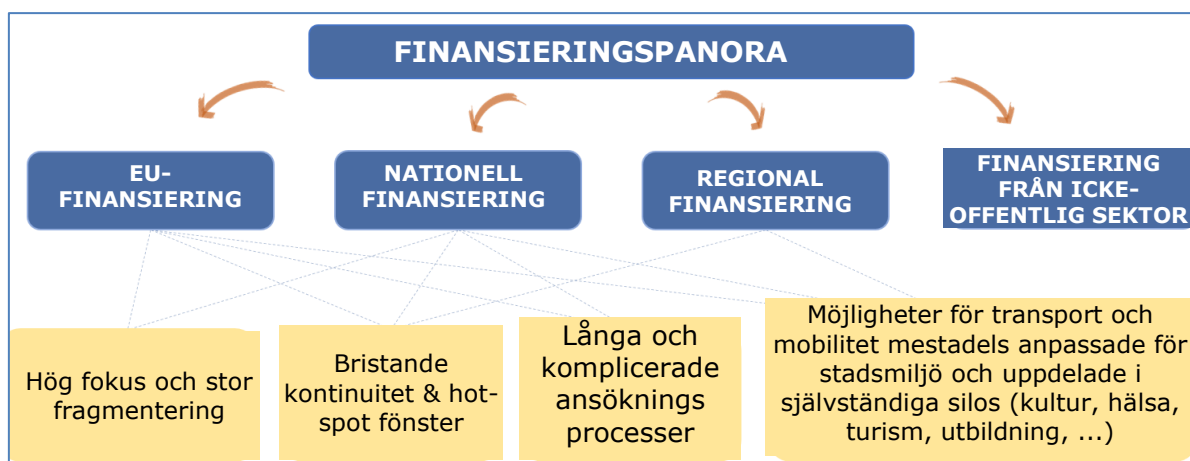 FINANSIERINGSPANORA
EU-
FINANSIERING
NATIONELL
FINANSIERING
REGIONAL
FINANSIERING
FINANSIERING
FRÅN ICKE-
OFFENTLIG SEKTOR
Hög fokus och stor
fragmentering
Bristande
kontinuitet & hot-
spot fönster
Långa och
komplicerade
ansöknings
processer
Möjligheter för transport och
mobilitet mestadels anpassade för
stadsmiljö och uppdelade i
självständiga silos (kultur, hälsa,
turism, utbildning, ...)